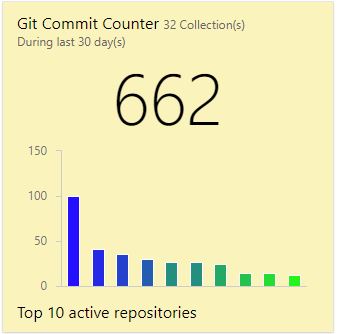 Git Commit Counter 32 Collection(s)
During last 30 day(s)
662
150
100
50
0
Top 10 active repositories